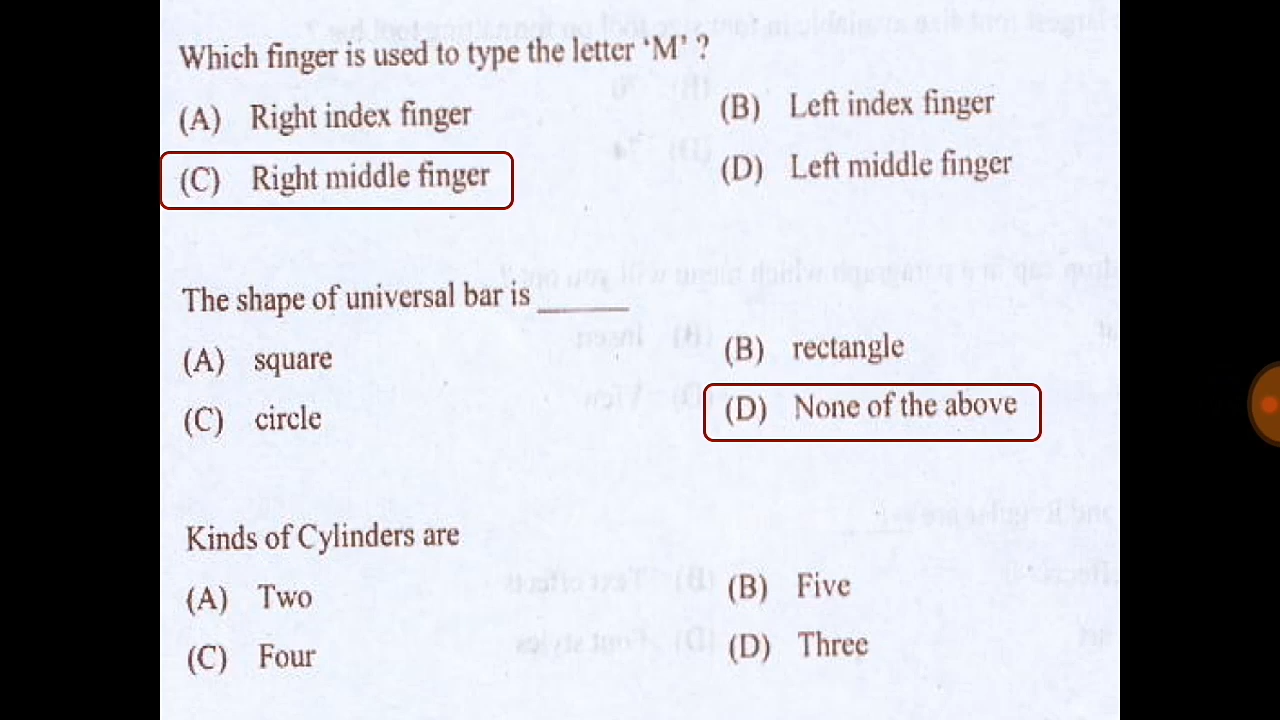 Which finger is used to type the letter ‘M’ ?
(A) Right index finger (B) Left index finger
(C) Right middle finger (D) Left middle finger
The shape of universal bar is ______
(A) square (B) rectangle
(C) circle (D) None of the above
Kinds of Cylinders are
(A) Two (B) Five
(C) Four (D) Three